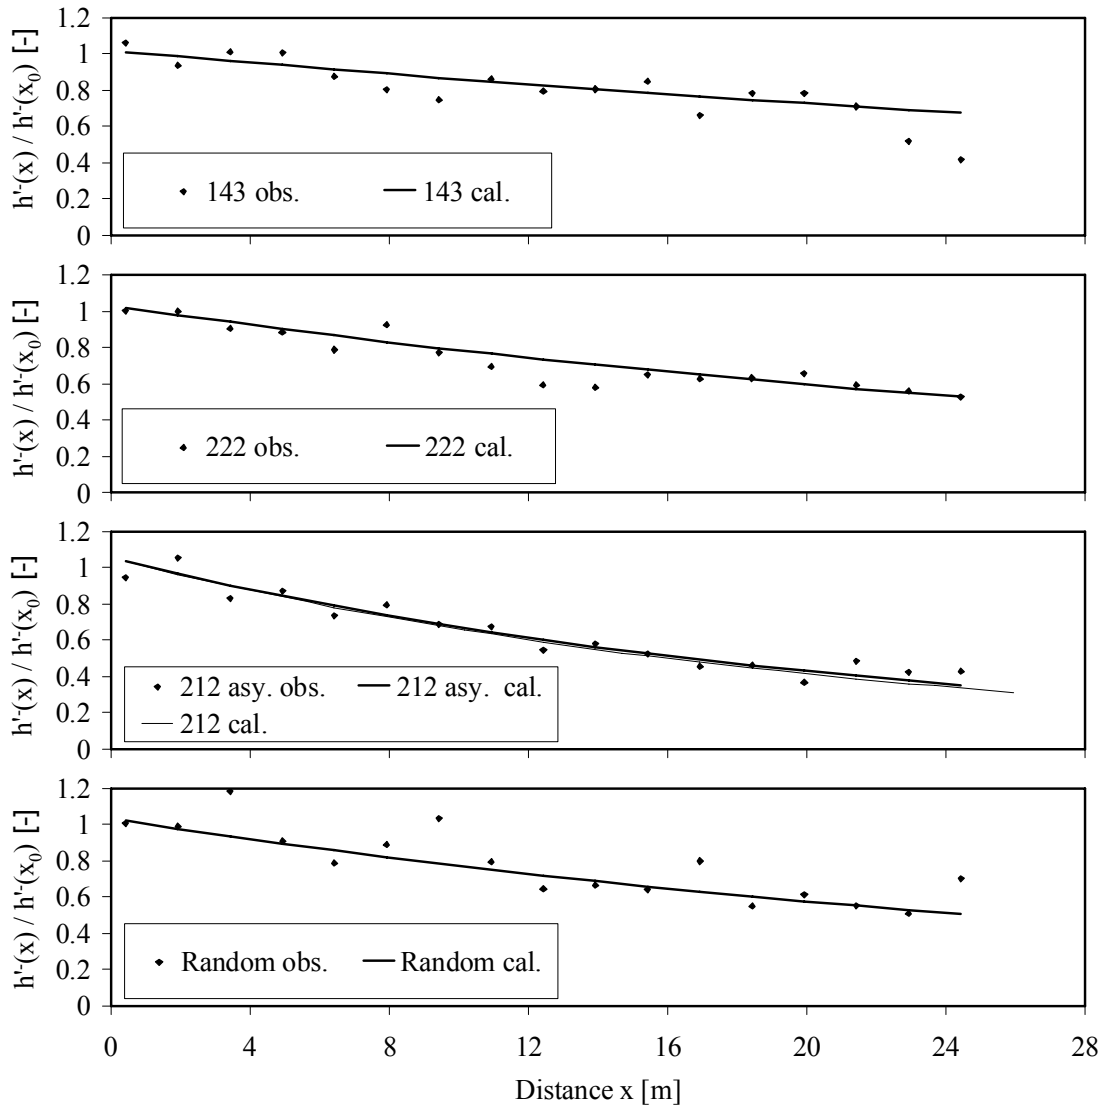 h'-(x) / h'-(x0) [-]
1.2
1
0.8
0.6
0.4
0.2
0
143 obs. 143 cal.
h'-(x) / h'-(x0) [-]
1.2
1
0.8
0.6
0.4
0.2
0
222 obs. 222 cal.
h'-(x) / h'-(x0) [-]
1.2
1
0.8
0.6
0.4
0.2
0
212 asy. obs. 212 asy. cal.
212 cal.
h'-(x) / h'-(x0) [-]
1.2
1
0.8
0.6
0.4
0.2
0
Random obs. Random cal.
0 4 8 12 16 20 24 28
Distance x [m]